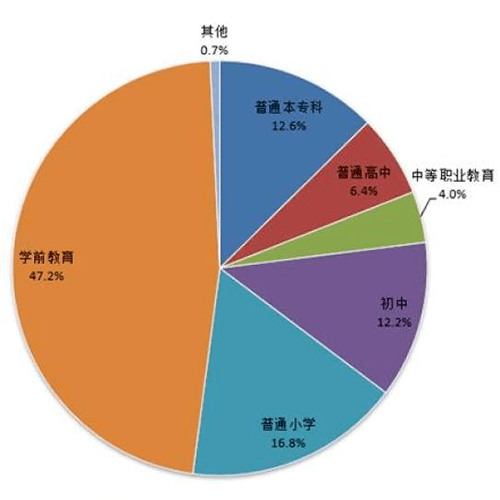 其他
0.7%
普通本专科
12.6%
普通高中
6.4%
中等职业教育
4.0%
初中
12.2%
普通小学
16.8%
学前教育
47.2%